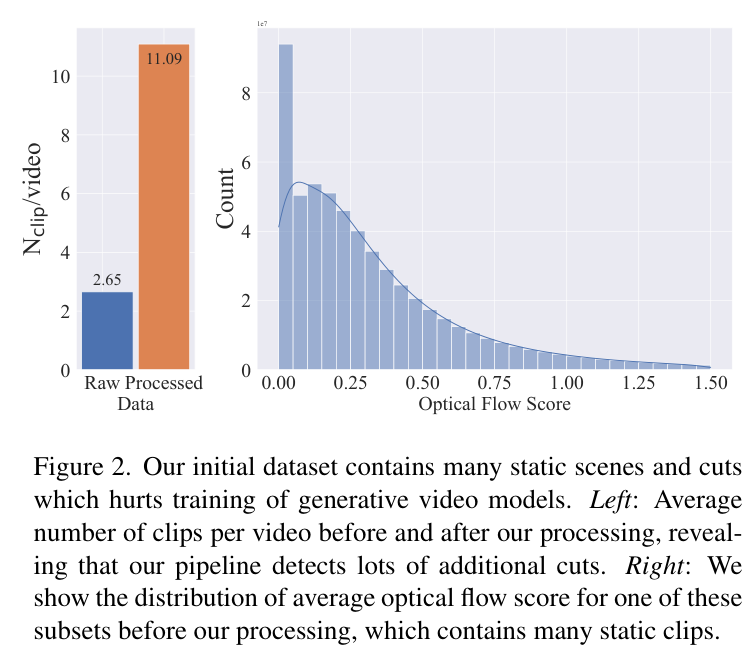 1e7
11.09
10
8
6
4
2
0
2.65
N_clip/video
Raw Processed
Data
8
6
4
2
0
Count
0.00 0.25 0.50 0.75 1.00 1.25 1.50
Optical Flow Score
Figure 2. Our initial dataset contains many static scenes and cuts
which hurts training of generative video models. Left: Average
number of clips per video before and after our processing, reveal-
ing that our pipeline detects lots of additional cuts. Right: We
show the distribution of average optical flow score for one of these
subsets before our processing, which contains many static clips.